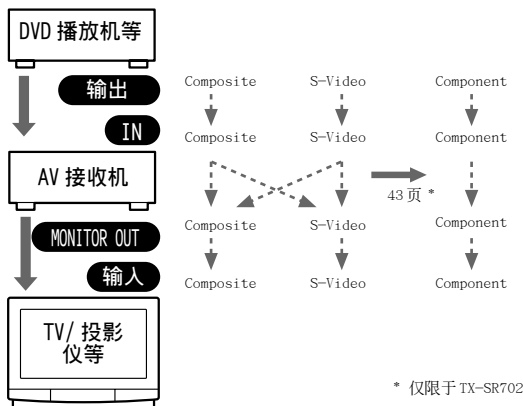 DVD 播放机等
输出
Composite S-Video Component
IN
Composite S-Video Component
AV 接收机
43 页 *
MONITOR OUT
Composite S-Video Component
输入
Composite S-Video Component
TV/ 投影
仪等
* 仅限于 TX-SR702